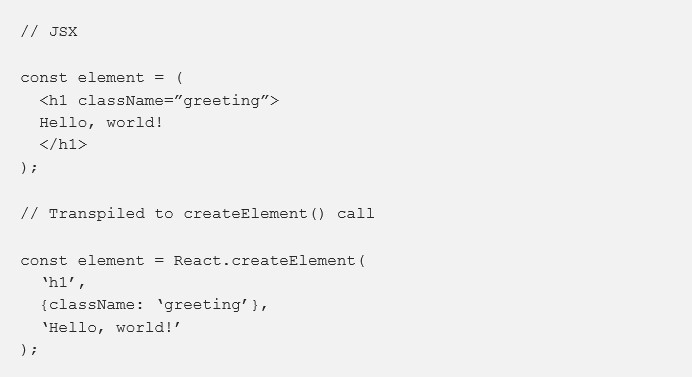 // JSX
const element = (
<h1 className=”greeting”>
Hello, world!
</h1>
);
// Transpiled to createElement() call
const element = React.createElement(
‘h1’,
{className: ‘greeting’},
‘Hello, world!’
);